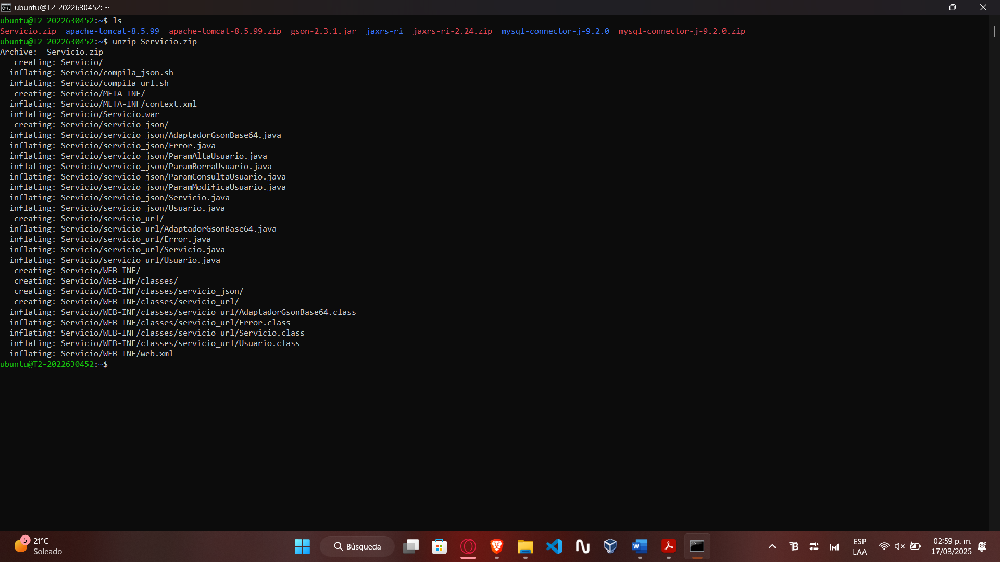 ubuntu@T2-2022630452: ~
ubuntu@T2-2022630452:~$ ls
Servicio.zip  apache-tomcat-8.5.99  apache-tomcat-8.5.99.zip  gson-2.3.1.jar  jaxrs-ri  jaxrs-ri-2.24.zip  mysql-connector-j-9.2.0  mysql-connector-j-9.2.0.zip
ubuntu@T2-2022630452:~$ unzip Servicio.zip
Archive:  Servicio.zip
   creating: Servicio/
  inflating: Servicio/compila_json.sh
  inflating: Servicio/compila_url.sh
   creating: Servicio/META-INF/
  inflating: Servicio/META-INF/context.xml
  inflating: Servicio/Servicio.war
   creating: Servicio/servicio_json/
  inflating: Servicio/servicio_json/AdaptadorGsonBase64.java
  inflating: Servicio/servicio_json/Error.java
  inflating: Servicio/servicio_json/ParamAltaUsuario.java
  inflating: Servicio/servicio_json/ParamBorraUsuario.java
  inflating: Servicio/servicio_json/ParamConsultaUsuario.java
  inflating: Servicio/servicio_json/ParamModificaUsuario.java
  inflating: Servicio/servicio_json/Servicio.java
  inflating: Servicio/servicio_json/Usuario.java
   creating: Servicio/servicio_url/
  inflating: Servicio/servicio_url/AdaptadorGsonBase64.java
  inflating: Servicio/servicio_url/Error.java
  inflating: Servicio/servicio_url/Servicio.java
  inflating: Servicio/servicio_url/Usuario.java
   creating: Servicio/WEB-INF/
   creating: Servicio/WEB-INF/classes/
   creating: Servicio/WEB-INF/classes/servicio_json/
   creating: Servicio/WEB-INF/classes/servicio_url/
  inflating: Servicio/WEB-INF/classes/servicio_url/AdaptadorGsonBase64.class
  inflating: Servicio/WEB-INF/classes/servicio_url/Error.class
  inflating: Servicio/WEB-INF/classes/servicio_url/Servicio.class
  inflating: Servicio/WEB-INF/classes/servicio_url/Usuario.class
  inflating: Servicio/WEB-INF/web.xml
ubuntu@T2-2022630452:~$
5
21°C
Soleado
Búsqueda
ESP
LAA
02:59 p. m.
17/03/2025